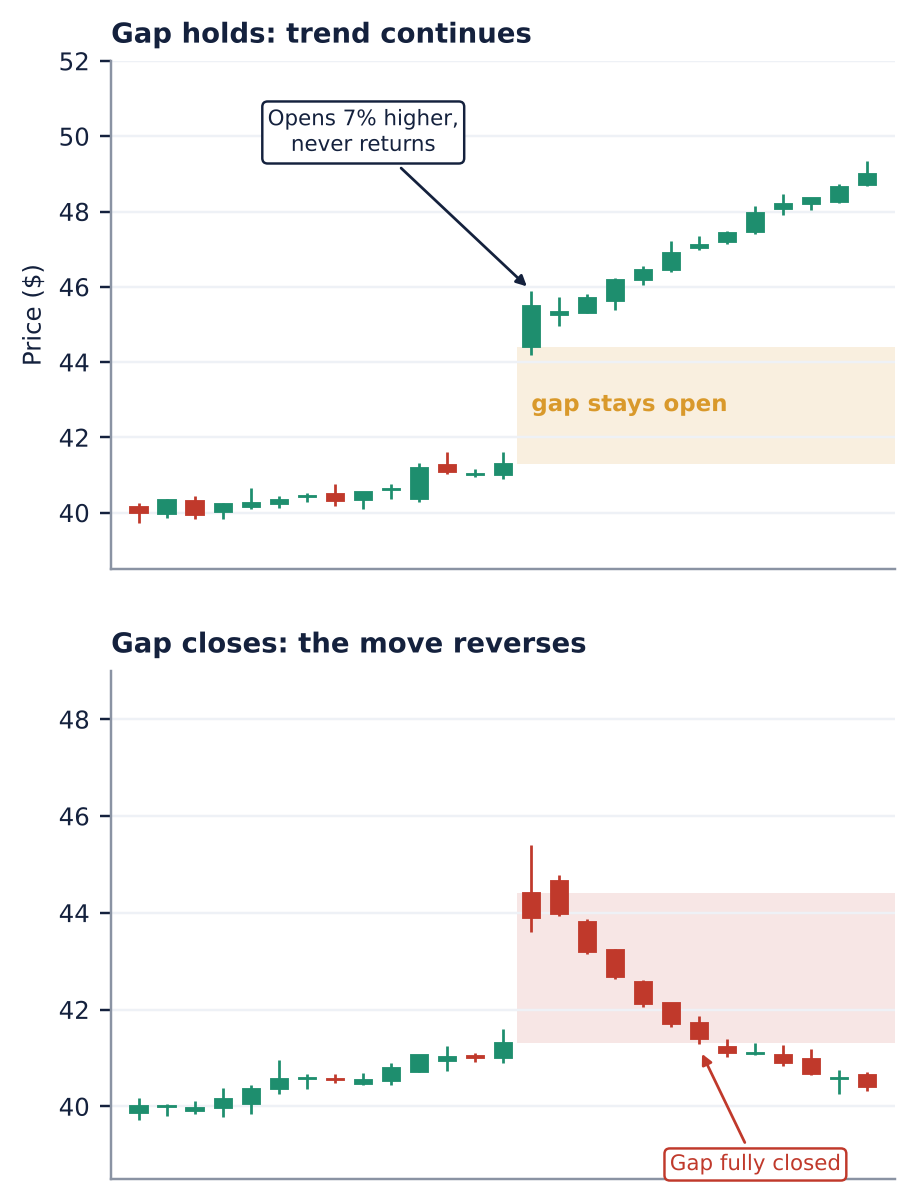 Gap holds: trend continues
52
Opens 7% higher,
never returns
50
48
46
Price ($)
44
gap stays open
42
40
Gap closes: the move reverses
48
46
44
42
40
Gap fully closed